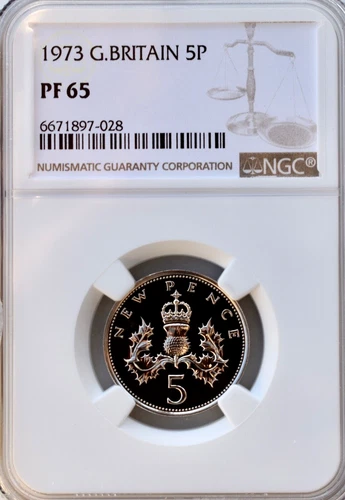 1973 G.BRITAIN 5P
PF 65
6671897-028
NUMISMATIC GUARANTY CORPORATION
NGC®
NEW PENCE
5